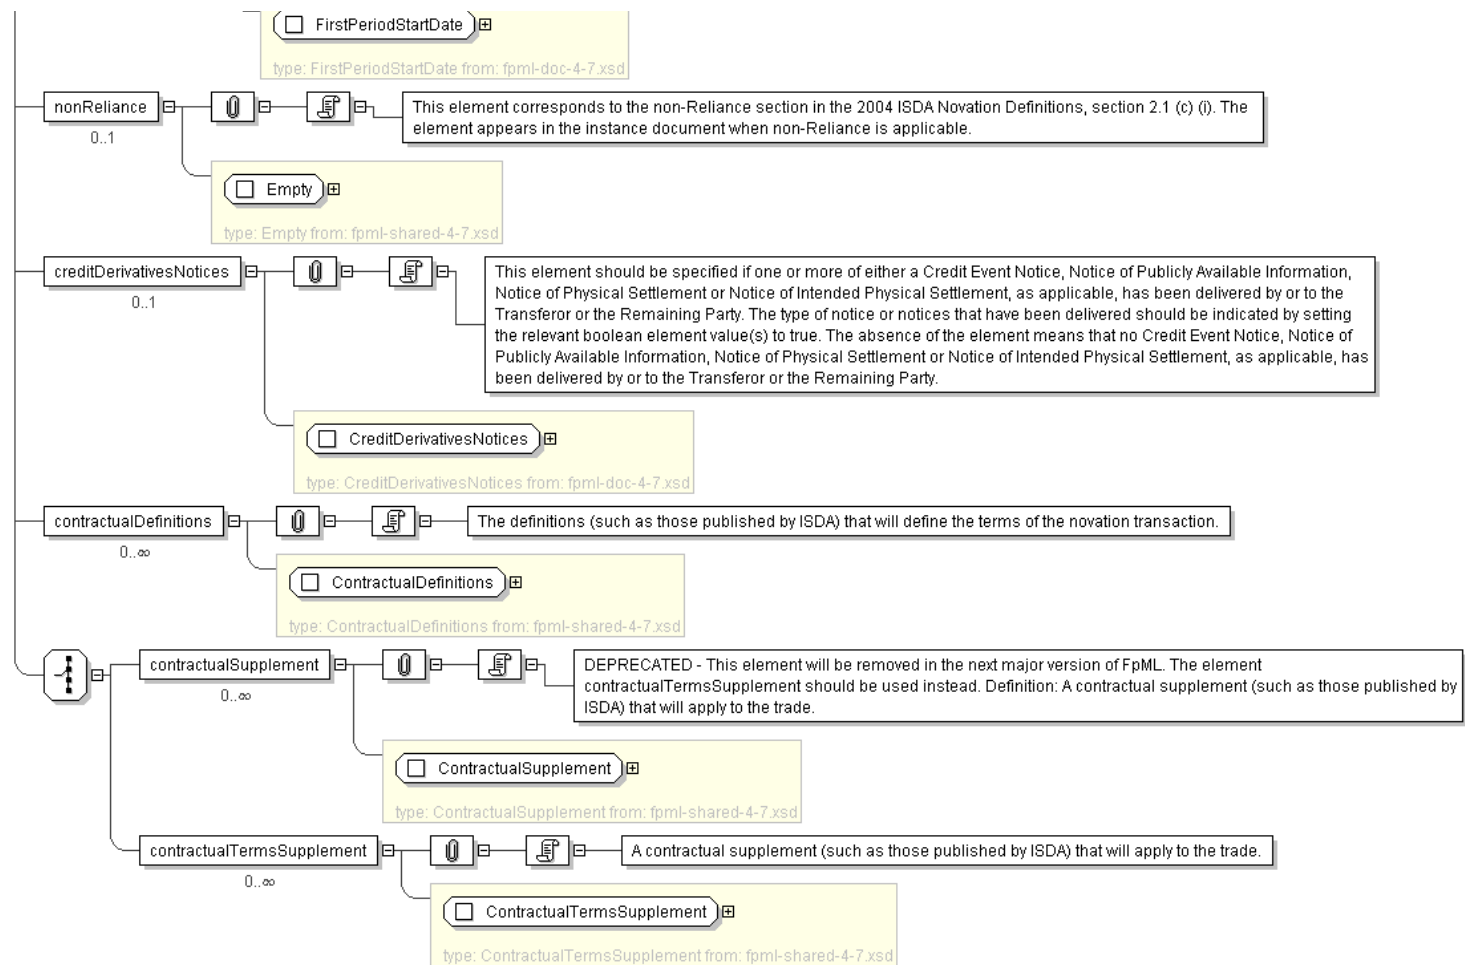 FirstPeriodStartDate
type: FirstPeriodStartDate from: fpml-doc-4-7.xsd
nonReliance
0..1
This element corresponds to the non-Reliance section in the 2004 ISDA Novation Definitions, section 2.1 (c) (i). The
element appears in the instance document when non-Reliance is applicable.
Empty
type: Empty from: fpml-shared-4-7.xsd
creditDerivativesNotices
0..1
This element should be specified if one or more of either a Credit Event Notice, Notice of Publicly Available Information,
Notice of Physical Settlement or Notice of Intended Physical Settlement, as applicable, has been delivered by or to the
Transferor or the Remaining Party. The type of notice or notices that have been delivered should be indicated by setting
the relevant boolean element value(s) to true. The absence of the element means that no Credit Event Notice, Notice of
Publicly Available Information, Notice of Physical Settlement or Notice of Intended Physical Settlement, as applicable, has
been delivered by or to the Transferor or the Remaining Party.
CreditDerivativesNotices
type: CreditDerivativesNotices from: fpml-doc-4-7.xsd
contractualDefinitions
0..∞
The definitions (such as those published by ISDA) that will define the terms of the novation transaction.
ContractualDefinitions
type: ContractualDefinitions from: fpml-shared-4-7.xsd
contractualSupplement
0..∞
DEPRECATED - This element will be removed in the next major version of FpML. The element
contractualTermsSupplement should be used instead. Definition: A contractual supplement (such as those published by
ISDA) that will apply to the trade.
ContractualSupplement
type: ContractualSupplement from: fpml-shared-4-7.xsd
contractualTermsSupplement
0..∞
A contractual supplement (such as those published by ISDA) that will apply to the trade.
ContractualTermsSupplement
type: ContractualTermsSupplement from: fpml-shared-4-7.xsd